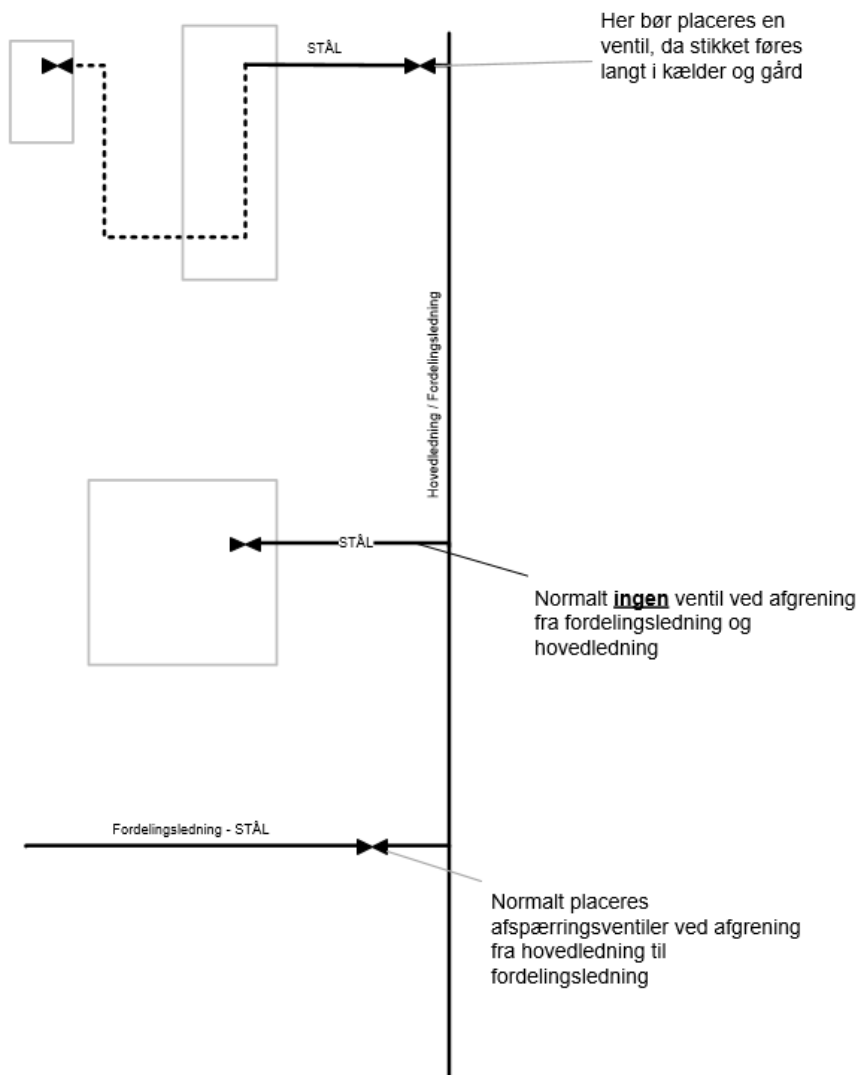 STÅL
Her bør placeres en
ventil, da stikket føres
langt i kælder og gård
Hovedledning / Fordelingsledning
STÅL
Normalt ingen ventil ved afgrening
fra fordelingsledning og
hovedledning
Fordelingsledning - STÅL
Normalt placeres
afspærringsventiler ved afgrening
fra hovedledning til
fordelingsledning